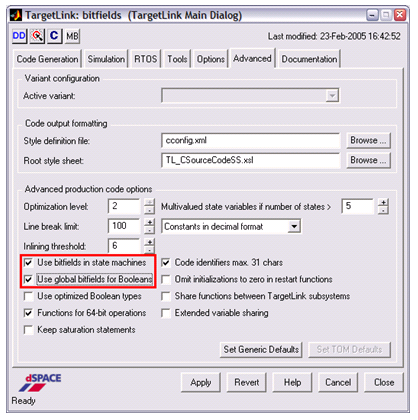 TargetLink: bitfields (TargetLink Main Dialog)
DD C MB Last modified: 23-Feb-2005 16:42:52
Code Generation Simulation RTOS Tools Options Advanced Documentation
Variant configuration
Active variant:
Code output formatting
Style definition file: cconfig.xml Browse ...
Root style sheet: TL_CSourceCodeSS.xsl Browse ...
Advanced production code options
Optimization level: 2 Multivalued state variables if number of states > 5
Line break limit: 100 Constants in decimal format
Inlining threshold: 6
Use bitfields in state machines Code identifiers max. 31 chars
Use global bitfields for Booleans Omit initializations to zero in restart functions
Use optimized Boolean types Share functions between TargetLink subsystems
Functions for 64-bit operations Extended variable sharing
Keep saturation statements
Set Generic Defaults Set TOM Defaults
dSPACE Apply Revert Help Cancel Close
Ready